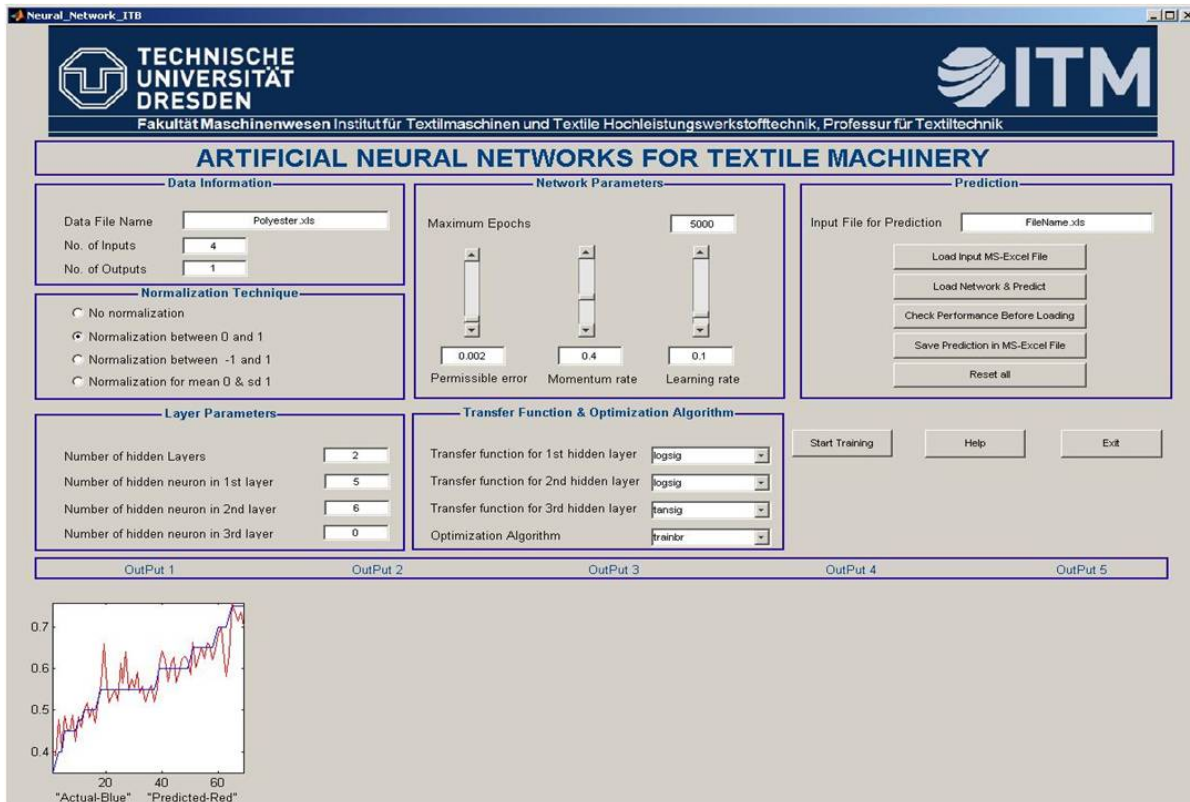 Neural_Network_ITB
TECHNISCHE
UNIVERSITÄT
DRESDEN
ITM
Fakultät Maschinenwesen Institut für Textilmaschinen und Textile Hochleistungswerkstofftechnik, Professur für Textiltechnik
ARTIFICIAL NEURAL NETWORKS FOR TEXTILE MACHINERY
Data Information
Data File Name Polyester.xls
No. of Inputs 4
No. of Outputs 1
Normalization Technique
No normalization
Normalization between 0 and 1
Normalization between -1 and 1
Normalization for mean 0 & sd 1
Network Parameters
Maximum Epochs 5000
0.002 0.4 0.1
Permissible error Momentum rate Learning rate
Prediction
Input File for Prediction FileName.xls
Load Input MS-Excel File
Load Network & Predict
Check Performance Before Loading
Save Prediction in MS-Excel File
Reset all
Layer Parameters
Number of hidden Layers 2
Number of hidden neuron in 1st layer 5
Number of hidden neuron in 2nd layer 6
Number of hidden neuron in 3rd layer 0
Transfer Function & Optimization Algorithm
Transfer function for 1st hidden layer logsig
Transfer function for 2nd hidden layer logsig
Transfer function for 3rd hidden layer tansig
Optimization Algorithm trainbr
Start Training Help Exit
OutPut 1 OutPut 2 OutPut 3 OutPut 4 OutPut 5
0.7
0.6
0.5
0.4
20 40 60
"Actual-Blue" "Predicted-Red"